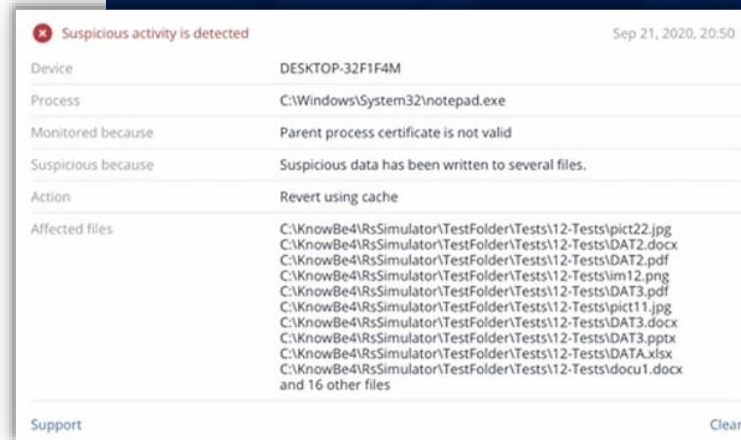 Suspicious activity is detected Sep 21, 2020, 20:50
Device DESKTOP-32F1F4M
Process C:\Windows\System32\notepad.exe
Monitored because Parent process certificate is not valid
Suspicious because Suspicious data has been written to several files.
Action Revert using cache
Affected files C:\KnowBe4\RsSimulator\TestFolder\Tests\12-Tests\pict22.jpg
C:\KnowBe4\RsSimulator\TestFolder\Tests\12-Tests\DAT2.docx
C:\KnowBe4\RsSimulator\TestFolder\Tests\12-Tests\DAT2.pdf
C:\KnowBe4\RsSimulator\TestFolder\Tests\12-Tests\im12.png
C:\KnowBe4\RsSimulator\TestFolder\Tests\12-Tests\DAT3.pdf
C:\KnowBe4\RsSimulator\TestFolder\Tests\12-Tests\pict11.jpg
C:\KnowBe4\RsSimulator\TestFolder\Tests\12-Tests\DAT3.docx
C:\KnowBe4\RsSimulator\TestFolder\Tests\12-Tests\DAT3.pptx
C:\KnowBe4\RsSimulator\TestFolder\Tests\12-Tests\DATA.xlsx
C:\KnowBe4\RsSimulator\TestFolder\Tests\12-Tests\docu1.docx
and 16 other files
Support Clear